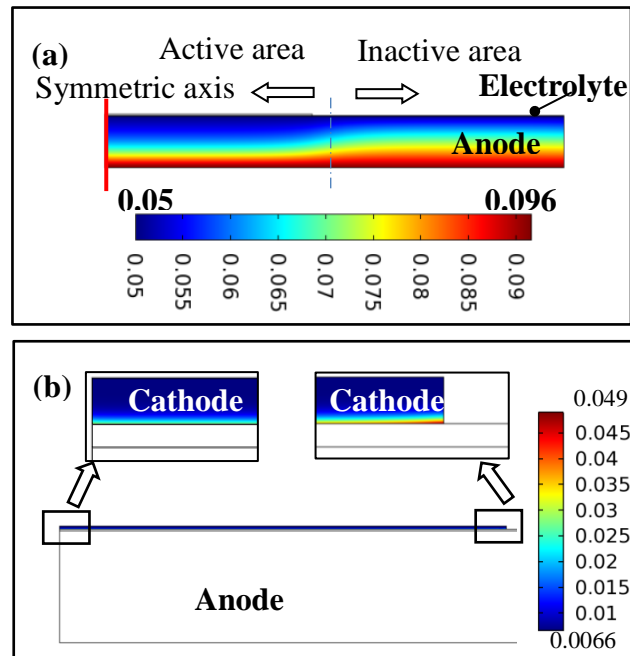 (a)
Active area
Inactive area
Symmetric axis
Electrolyte
Anode
0.05
0.096
0.05
0.055
0.06
0.065
0.07
0.075
0.08
0.085
0.09
(b)
Cathode
Cathode
0.049
0.045
0.04
0.035
0.03
0.025
0.02
0.015
0.01
0.0066
Anode